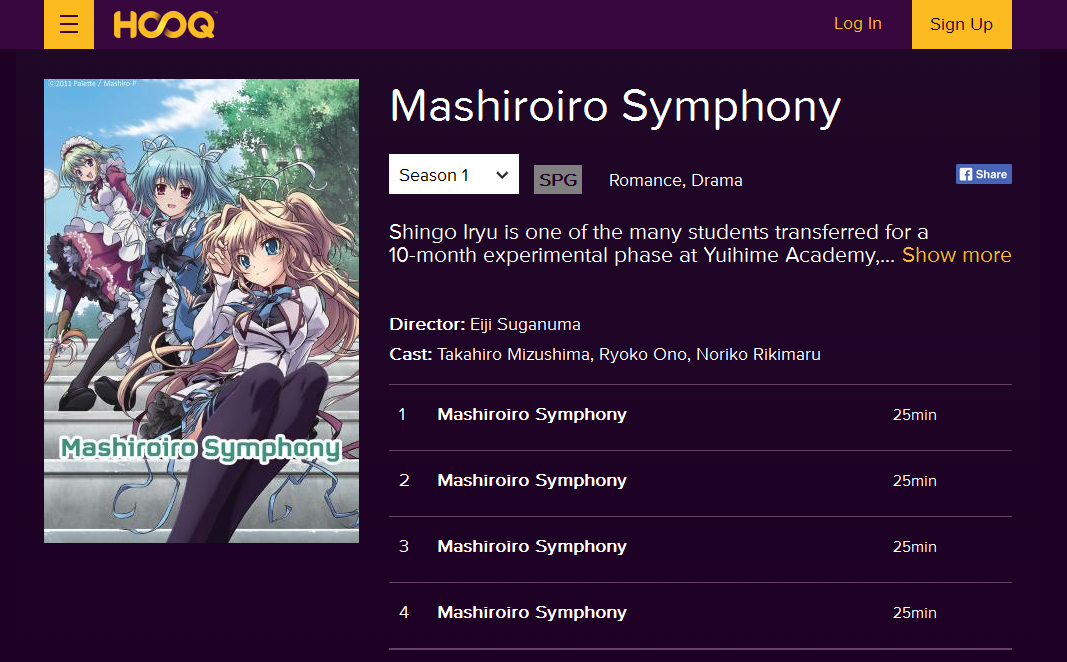 HOOQ
Log In
Sign Up
©2011 Palette / Mashiro-P
Mashiroiro Symphony
Mashiroiro Symphony
Season 1
SPG
Romance, Drama
Share
Shingo Iryu is one of the many students transferred for a
10-month experimental phase at Yuihime Academy,... Show more
Director: Eiji Suganuma
Cast: Takahiro Mizushima, Ryoko Ono, Noriko Rikimaru
1 Mashiroiro Symphony 25min
2 Mashiroiro Symphony 25min
3 Mashiroiro Symphony 25min
4 Mashiroiro Symphony 25min